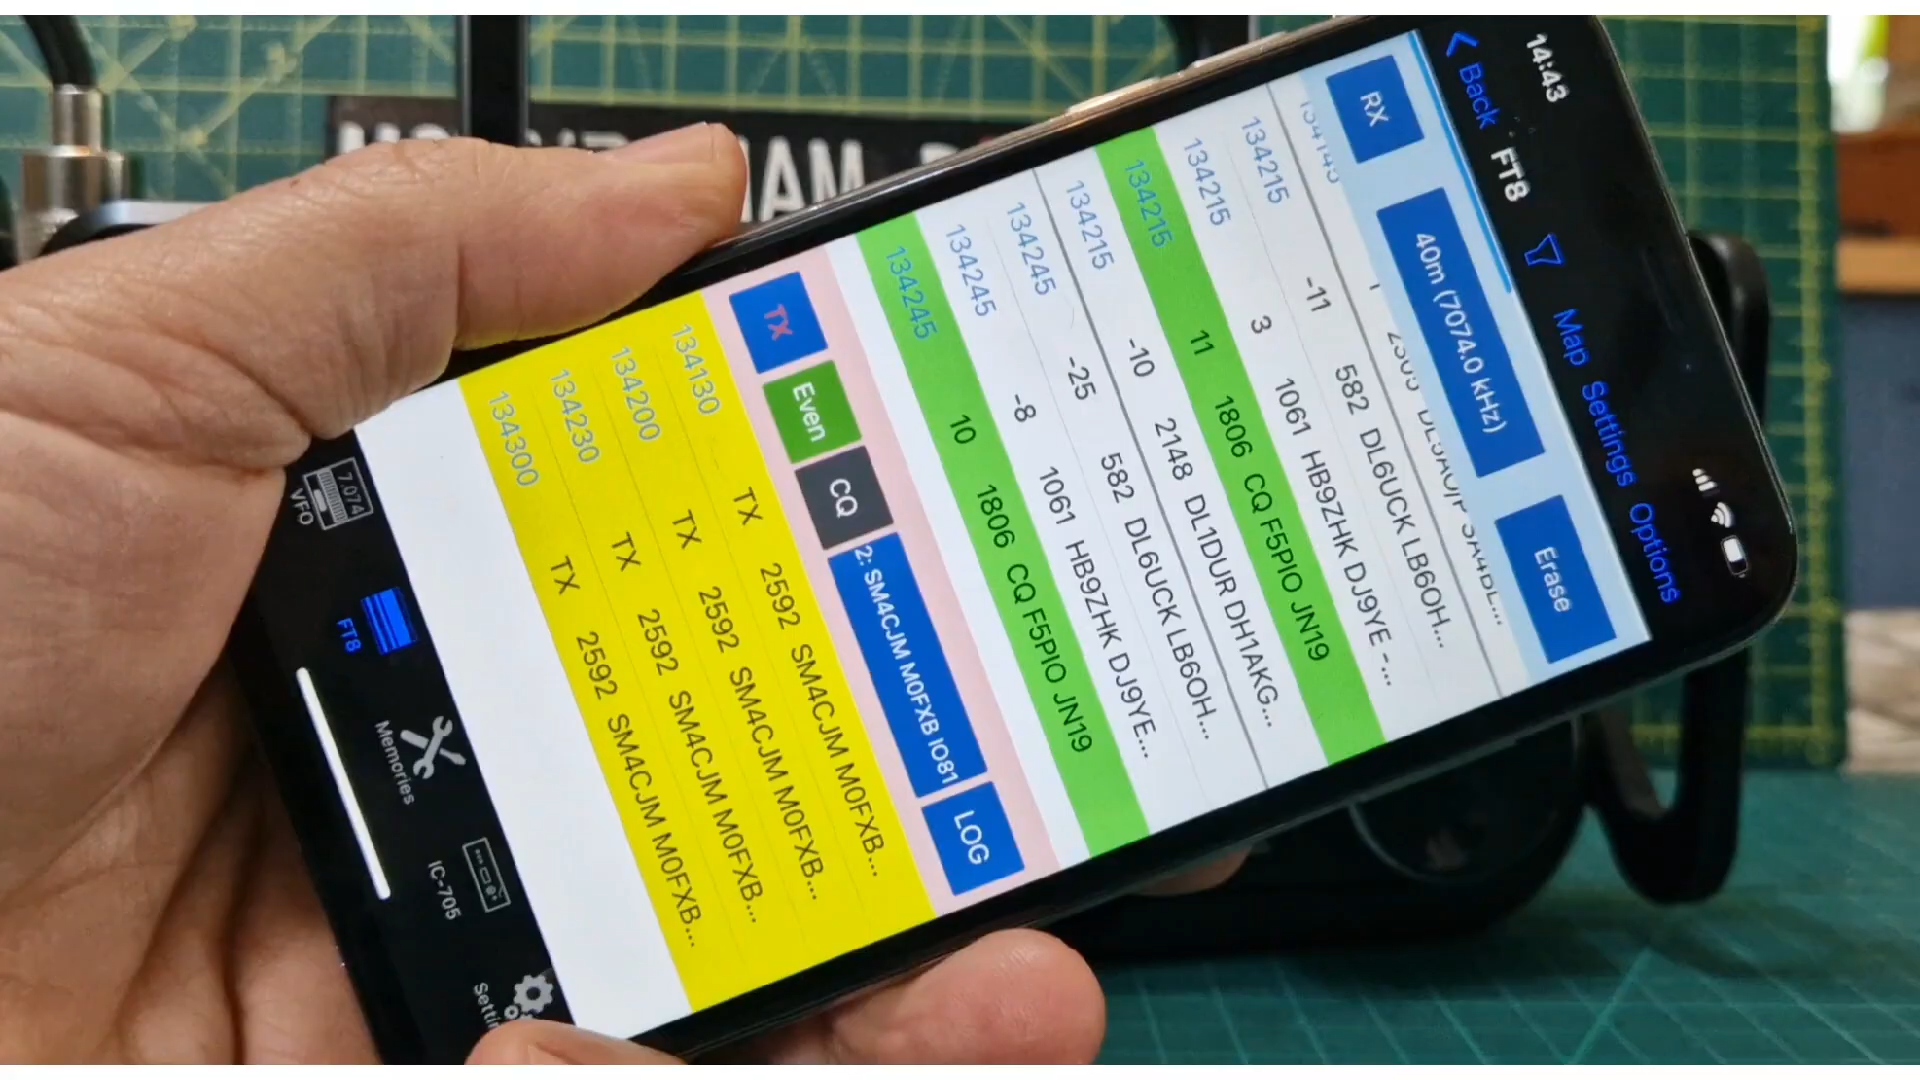 HAM
14:43
Back FT8 Map Settings Options
RX 40m (7074.0 kHz) Erase
134145
134215 -11 582 DL6UCK LB6OH...
134215 3 1061 HB9ZHK DJ9YE -...
134215 11 1806 CQ F5PIO JN19
134215 -10 2148 DL1DUR DH1AKG...
134245 -25 582 DL6UCK LB6OH...
134245 -8 1061 HB9ZHK DJ9YE...
134245 10 1806 CQ F5PIO JN19
TX Even CQ 2: SM4CJM M0FXB IO81 LOG
134130 TX 2592 SM4CJM M0FXB...
134200 TX 2592 SM4CJM M0FXB...
134230 TX 2592 SM4CJM M0FXB...
134300 TX 2592 SM4CJM M0FXB...
7.074
VFO FT8 Memories IC-705